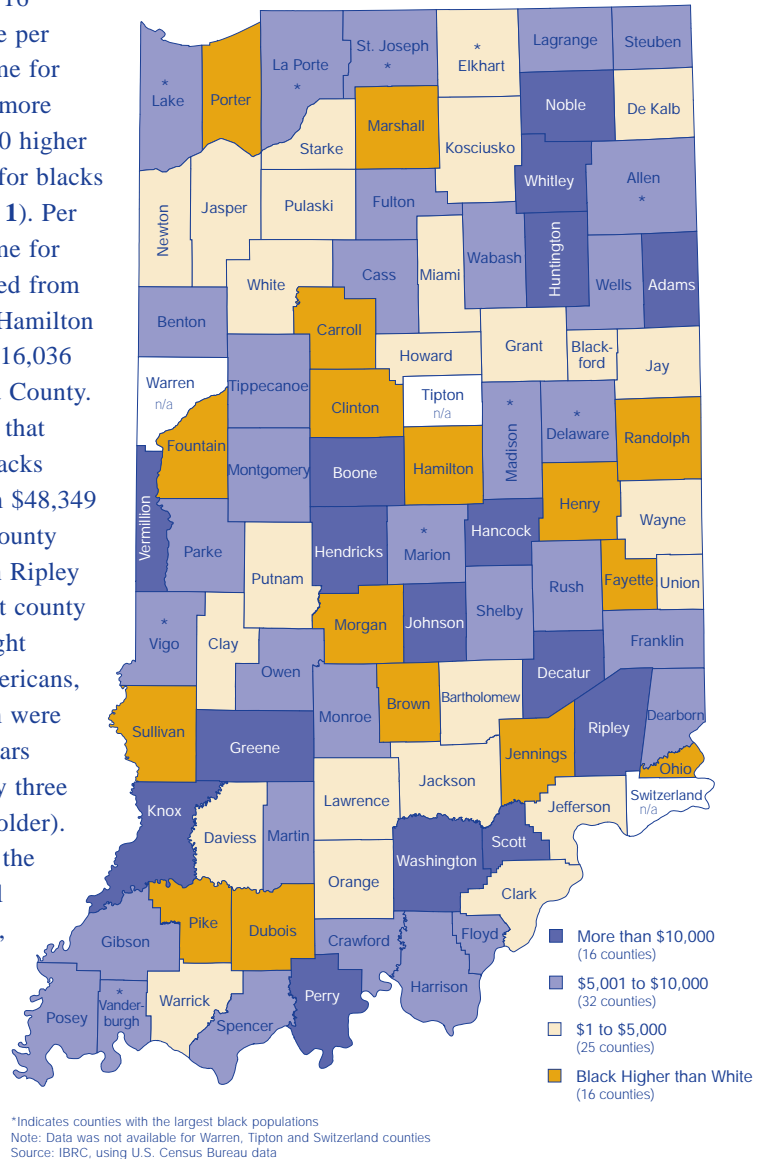 e per
me for
more
0 higher
for blacks
1). Per
me for
ed from
Hamilton
16,036
County.
that
acks
$48,349
ounty
Ripley
t county
ght
ericans,
were
ars
y three
older).
the
Lake
*
Porter
La Porte
*
St. Joseph
*
*
Elkhart
Lagrange
Steuben
Noble
De Kalb
Marshall
Starke
Kosciusko
Whitley
Allen
*
Newton
Jasper
Pulaski
Fulton
White
Cass
Miami
Wabash
Huntington
Wells
Adams
Benton
Carroll
Howard
Grant
Black-
ford
Jay
Warren
n/a
Tippecanoe
Clinton
Tipton
n/a
*
Madison
*
Delaware
Randolph
Fountain
Montgomery
Boone
Hamilton
Henry
Wayne
Vermillion
Parke
Putnam
Hendricks
*
Marion
Hancock
Rush
Fayette
Union
*
Vigo
Clay
Owen
Morgan
Johnson
Shelby
Decatur
Franklin
Sullivan
Greene
Monroe
Brown
Bartholomew
Jennings
Ripley
Dearborn
Ohio
Switzerland
n/a
Knox
Daviess
Martin
Lawrence
Jackson
Jefferson
Scott
Washington
Orange
Clark
Gibson
Pike
Dubois
Crawford
Floyd
Harrison
Posey
*
Vander-
burgh
Warrick
Spencer
Perry
More than $10,000
(16 counties)
$5,001 to $10,000
(32 counties)
$1 to $5,000
(25 counties)
Black Higher than White
(16 counties)
*Indicates counties with the largest black populations
Note: Data was not available for Warren, Tipton and Switzerland counties
Source: IBRC, using U.S. Census Bureau data